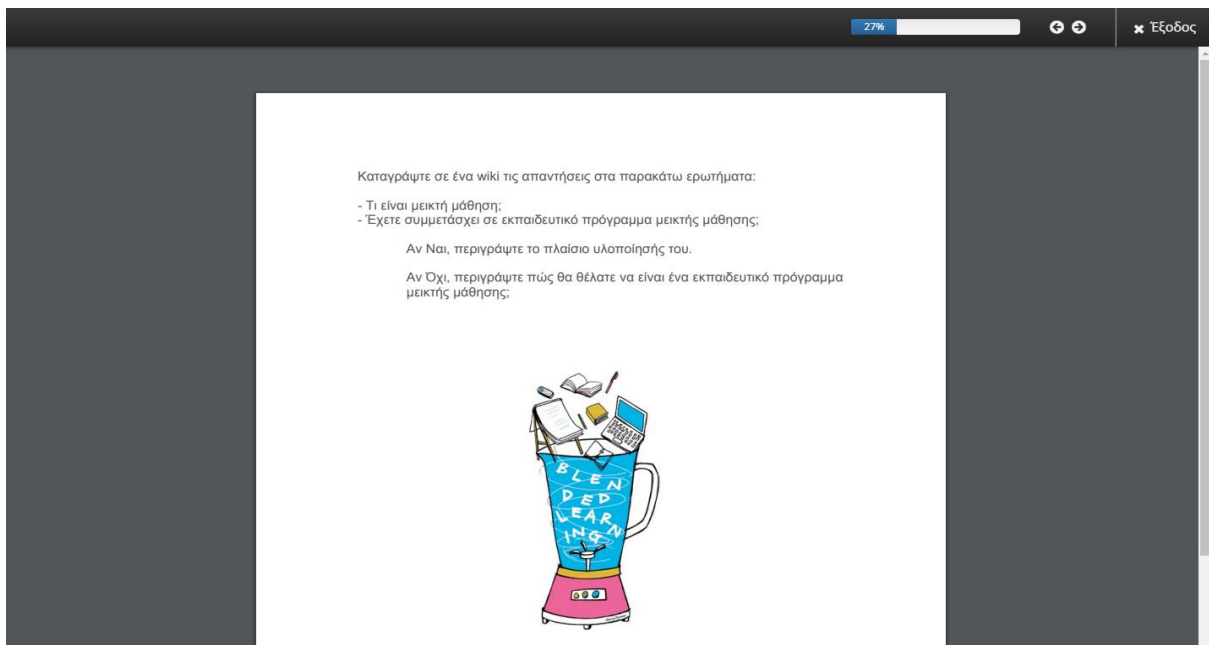 27%
Έξοδος
Καταγράψτε σε ένα wiki τις απαντήσεις στα παρακάτω ερωτήματα:
- Τι είναι μεικτή μάθηση;
- Έχετε συμμετάσχει σε εκπαιδευτικό πρόγραμμα μεικτής μάθησης;
Αν Ναι, περιγράψτε το πλαίσιο υλοποίησής του.
Αν Όχι, περιγράψτε πώς θα θέλατε να είναι ένα εκπαιδευτικό πρόγραμμα
μεικτής μάθησης;
BLEN
DED
LEARN
ING